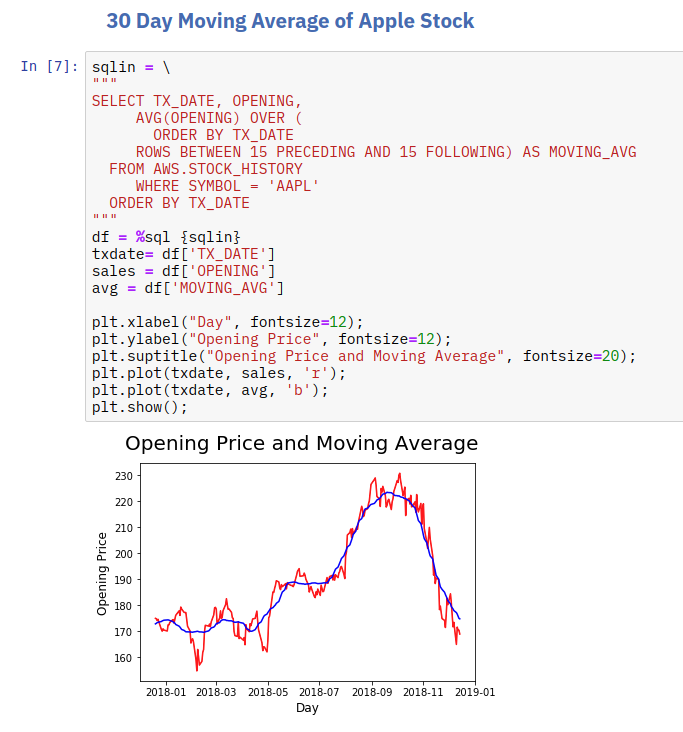 30 Day Moving Average of Apple Stock
In [7]:
sqlin = \
"""
SELECT TX_DATE, OPENING,
     AVG(OPENING) OVER (
       ORDER BY TX_DATE
     ROWS BETWEEN 15 PRECEDING AND 15 FOLLOWING) AS MOVING_AVG
  FROM AWS.STOCK_HISTORY
     WHERE SYMBOL = 'AAPL'
  ORDER BY TX_DATE
"""
df = %sql {sqlin}
txdate= df['TX_DATE']
sales = df['OPENING']
avg = df['MOVING_AVG']

plt.xlabel("Day", fontsize=12);
plt.ylabel("Opening Price", fontsize=12);
plt.suptitle("Opening Price and Moving Average", fontsize=20);
plt.plot(txdate, sales, 'r');
plt.plot(txdate, avg, 'b');
plt.show();
Opening Price and Moving Average
Opening Price
230
220
210
200
190
180
170
160
2018-01 2018-03 2018-05 2018-07 2018-09 2018-11 2019-01
Day